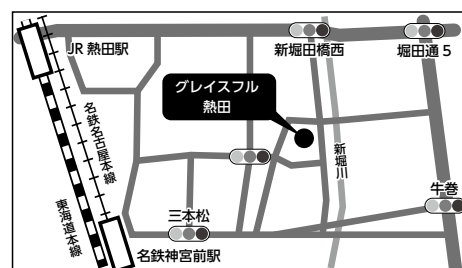 JR 熱田駅
新堀田橋西
堀田通 5
グレイスフル
熱田
名鉄名古屋本線
新堀川
東海道本線
三本松
牛巻
名鉄神宮前駅